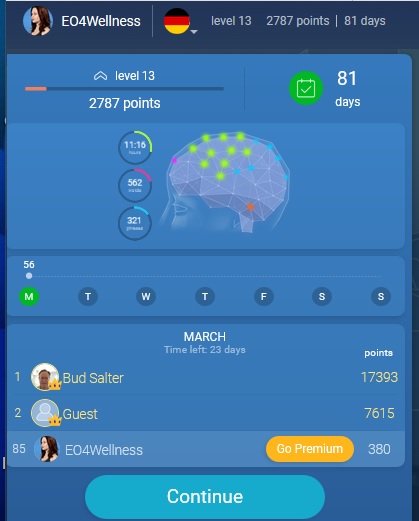 EO4Wellness level 13 2787 points | 81 days
level 13
2787 points
81
days
11:16
hours
562
words
321
phrases
56
M T W T F S S
MARCH
Time left: 23 days
points
1 Bud Salter 17393
2 Guest 7615
85 EO4Wellness Go Premium 380
Continue